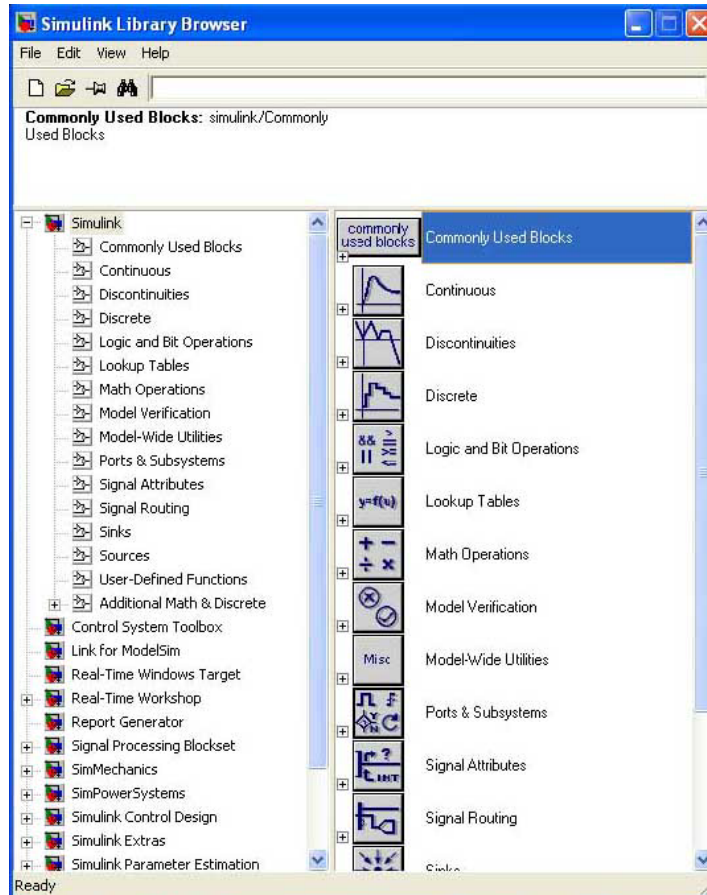 Simulink Library Browser
File Edit View Help
Commonly Used Blocks: simulink/Commonly
Used Blocks
Simulink
Commonly Used Blocks
Continuous
Discontinuities
Discrete
Logic and Bit Operations
Lookup Tables
Math Operations
Model Verification
Model-Wide Utilities
Ports & Subsystems
Signal Attributes
Signal Routing
Sinks
Sources
User-Defined Functions
Additional Math & Discrete
Control System Toolbox
Link for ModelSim
Real-Time Windows Target
Real-Time Workshop
Report Generator
Signal Processing Blockset
SimMechanics
SimPowerSystems
Simulink Control Design
Simulink Extras
Simulink Parameter Estimation
commonly
used blocks
Commonly Used Blocks
Continuous
Discontinuities
Discrete
&& > || >= <=
Logic and Bit Operations
y=f(u)
Lookup Tables
+ − ÷ ×
Math Operations
Model Verification
Misc
Model-Wide Utilities
Y
N
Ports & Subsystems
? INT
Signal Attributes
Signal Routing
Sinks
Ready